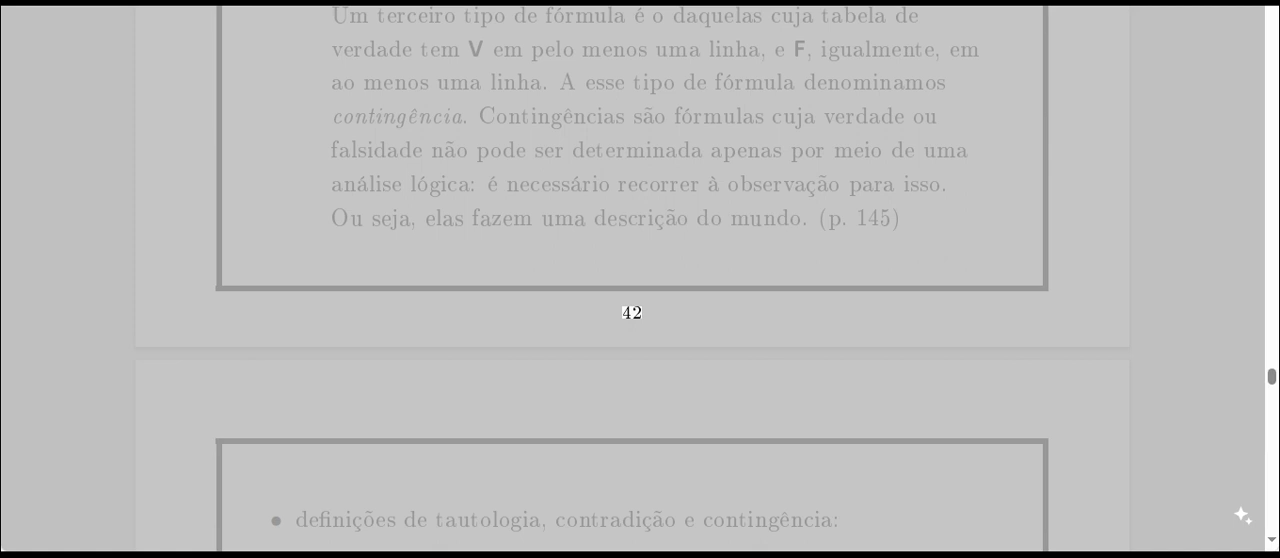 Um terceiro tipo de fórmula é o daquelas cuja tabela de
verdade tem V em pelo menos uma linha, e F, igualmente, em
ao menos uma linha. A esse tipo de fórmula denominamos
contingência. Contingências são fórmulas cuja verdade ou
falsidade não pode ser determinada apenas por meio de uma
análise lógica: é necessário recorrer à observação para isso.
Ou seja, elas fazem uma descrição do mundo. (p. 145)
42
• definições de tautologia, contradição e contingência: